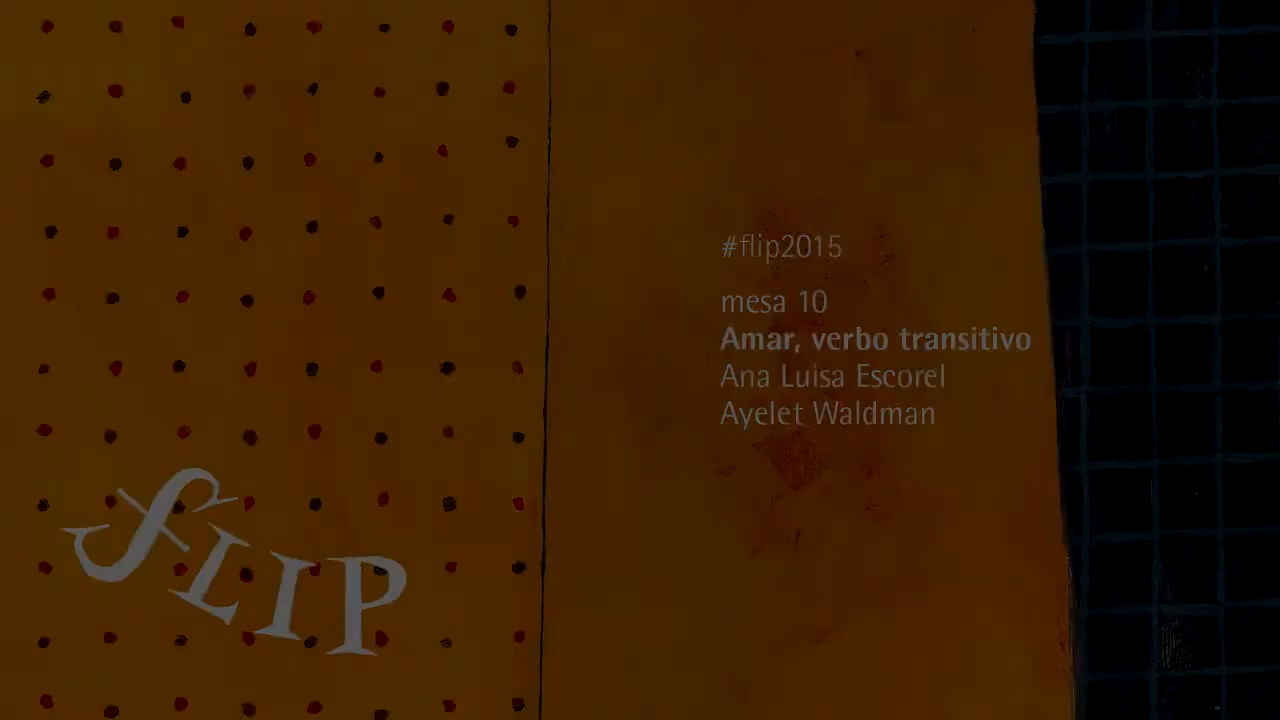 #flip2015
mesa 10
Amar, verbo transitivo
Ana Luisa Escorel
Ayelet Waldman
fLIP